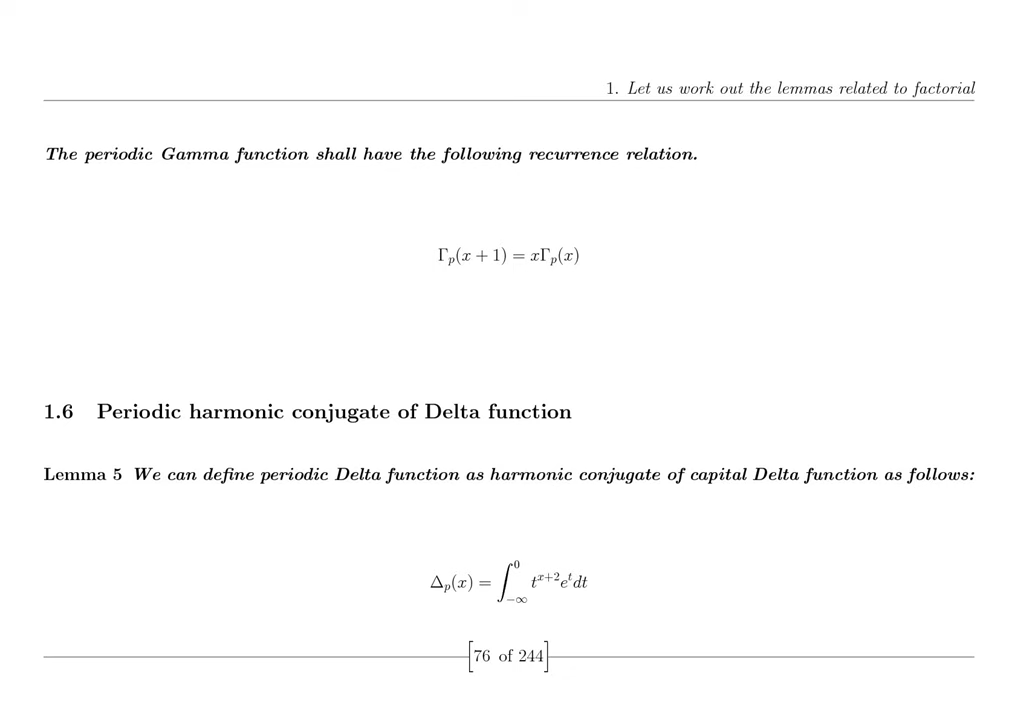 1. Let us work out the lemmas related to factorial
The periodic Gamma function shall have the following recurrence relation.
Γₚ(x + 1) = xΓₚ(x)
1.6 Periodic harmonic conjugate of Delta function
Lemma 5 We can define periodic Delta function as harmonic conjugate of capital Delta function as follows:
Δₚ(x) = ∫_{-∞}^{0} t^{x+2}e^{t}dt
[76 of 244]